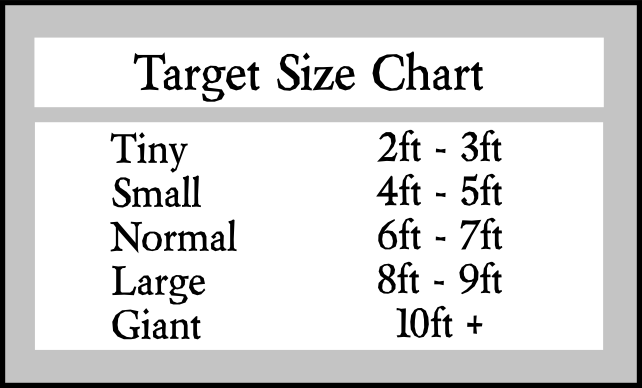 Target Size Chart
Tiny 2ft - 3ft
Small 4ft - 5ft
Normal 6ft - 7ft
Large 8ft - 9ft
Giant 10ft +